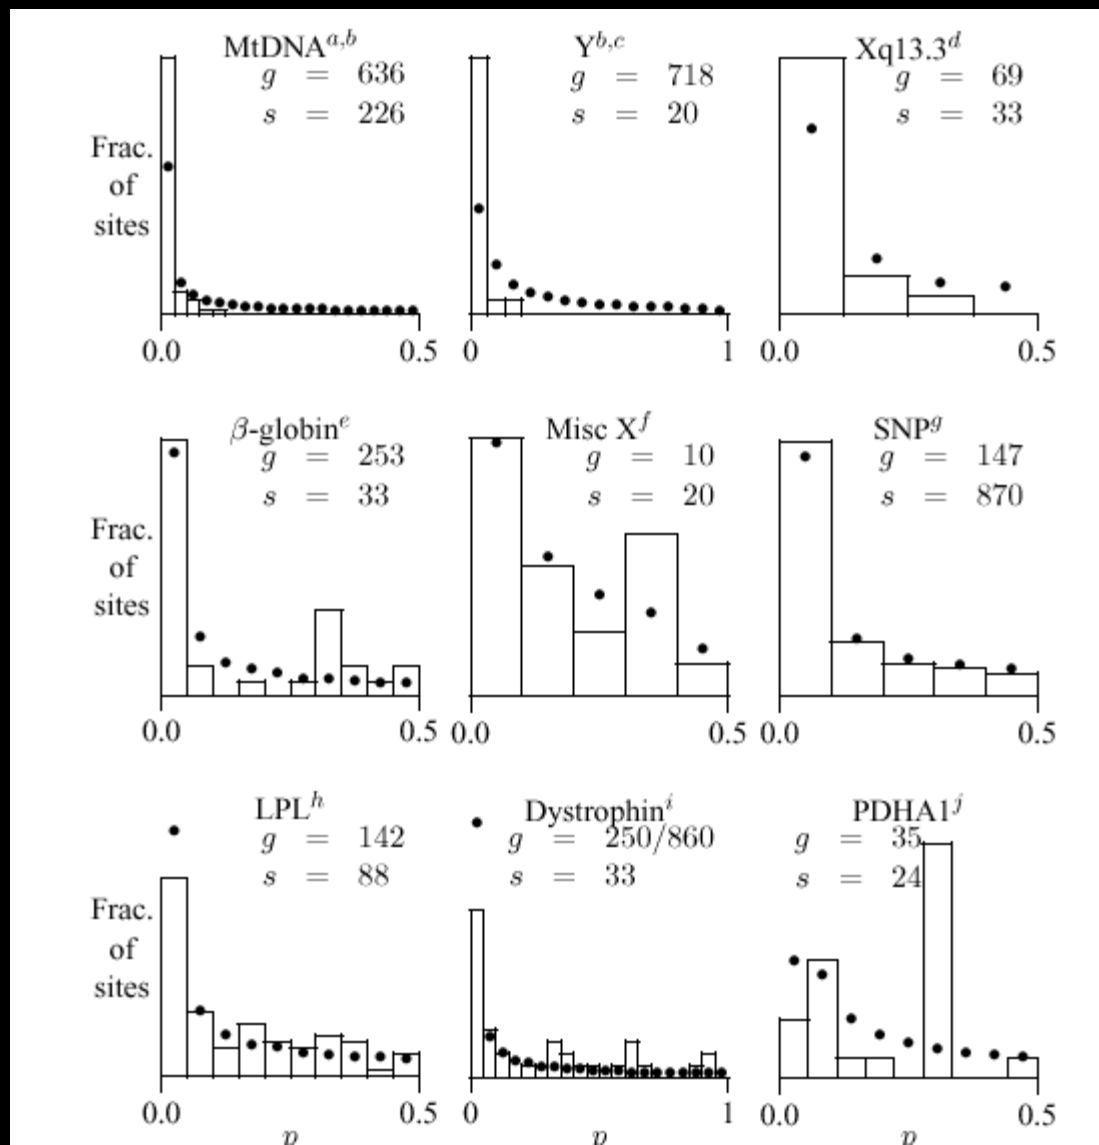 MtDNA^{a,b}
g = 636
s = 226
Y^{b,c}
g = 718
s = 20
Xq13.3^{d}
g = 69
s = 33
Frac.
of
sites
0.0 0.5
0 1
0.0 0.5
β-globin^{e}
g = 253
s = 33
Misc X^{f}
g = 10
s = 20
SNP^{g}
g = 147
s = 870
Frac.
of
sites
0.0 0.5
0.0 0.5
0.0 0.5
LPL^{h}
g = 142
s = 88
Dystrophin^{i}
g = 250/860
s = 33
PDHA1^{j}
g = 35
s = 24
Frac.
of
sites
0.0 0.5
0.0 1
0.0 0.5
p
p
p